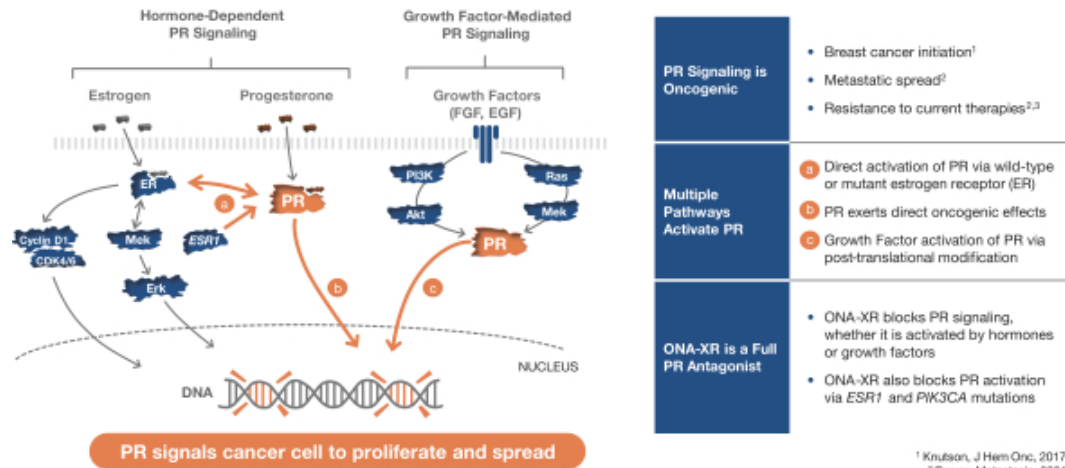 Hormone-Dependent
PR Signaling
Growth Factor-Mediated
PR Signaling
Estrogen
Progesterone
Growth Factors
(FGF, EGF)
ER
PR
a
Cyclin D1
CDK4/6
Mek
ESR1
Erk
PI3K
Ras
Akt
Mek
PR
b
c
NUCLEUS
DNA
PR signals cancer cell to proliferate and spread
PR Signaling is
Oncogenic
• Breast cancer initiation¹
• Metastatic spread²
• Resistance to current therapies²,³
Multiple
Pathways
Activate PR
a Direct activation of PR via wild-type
or mutant estrogen receptor (ER)
b PR exerts direct oncogenic effects
c Growth Factor activation of PR via
post-translational modification
ONA-XR is a Full
PR Antagonist
• ONA-XR blocks PR signaling,
whether it is activated by hormones
or growth factors
• ONA-XR also blocks PR activation
via ESR1 and PIK3CA mutations
¹ Knutson, J Hem Onc, 2017